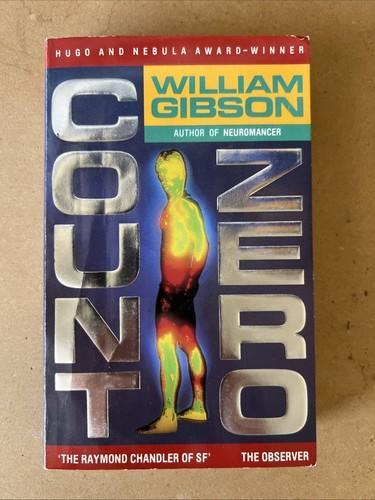 HUGO AND NEBULA AWARD-WINNER
WILLIAM
GIBSON
AUTHOR OF NEUROMANCER
COUNT
ZERO
'THE RAYMOND CHANDLER OF SF' THE OBSERVER